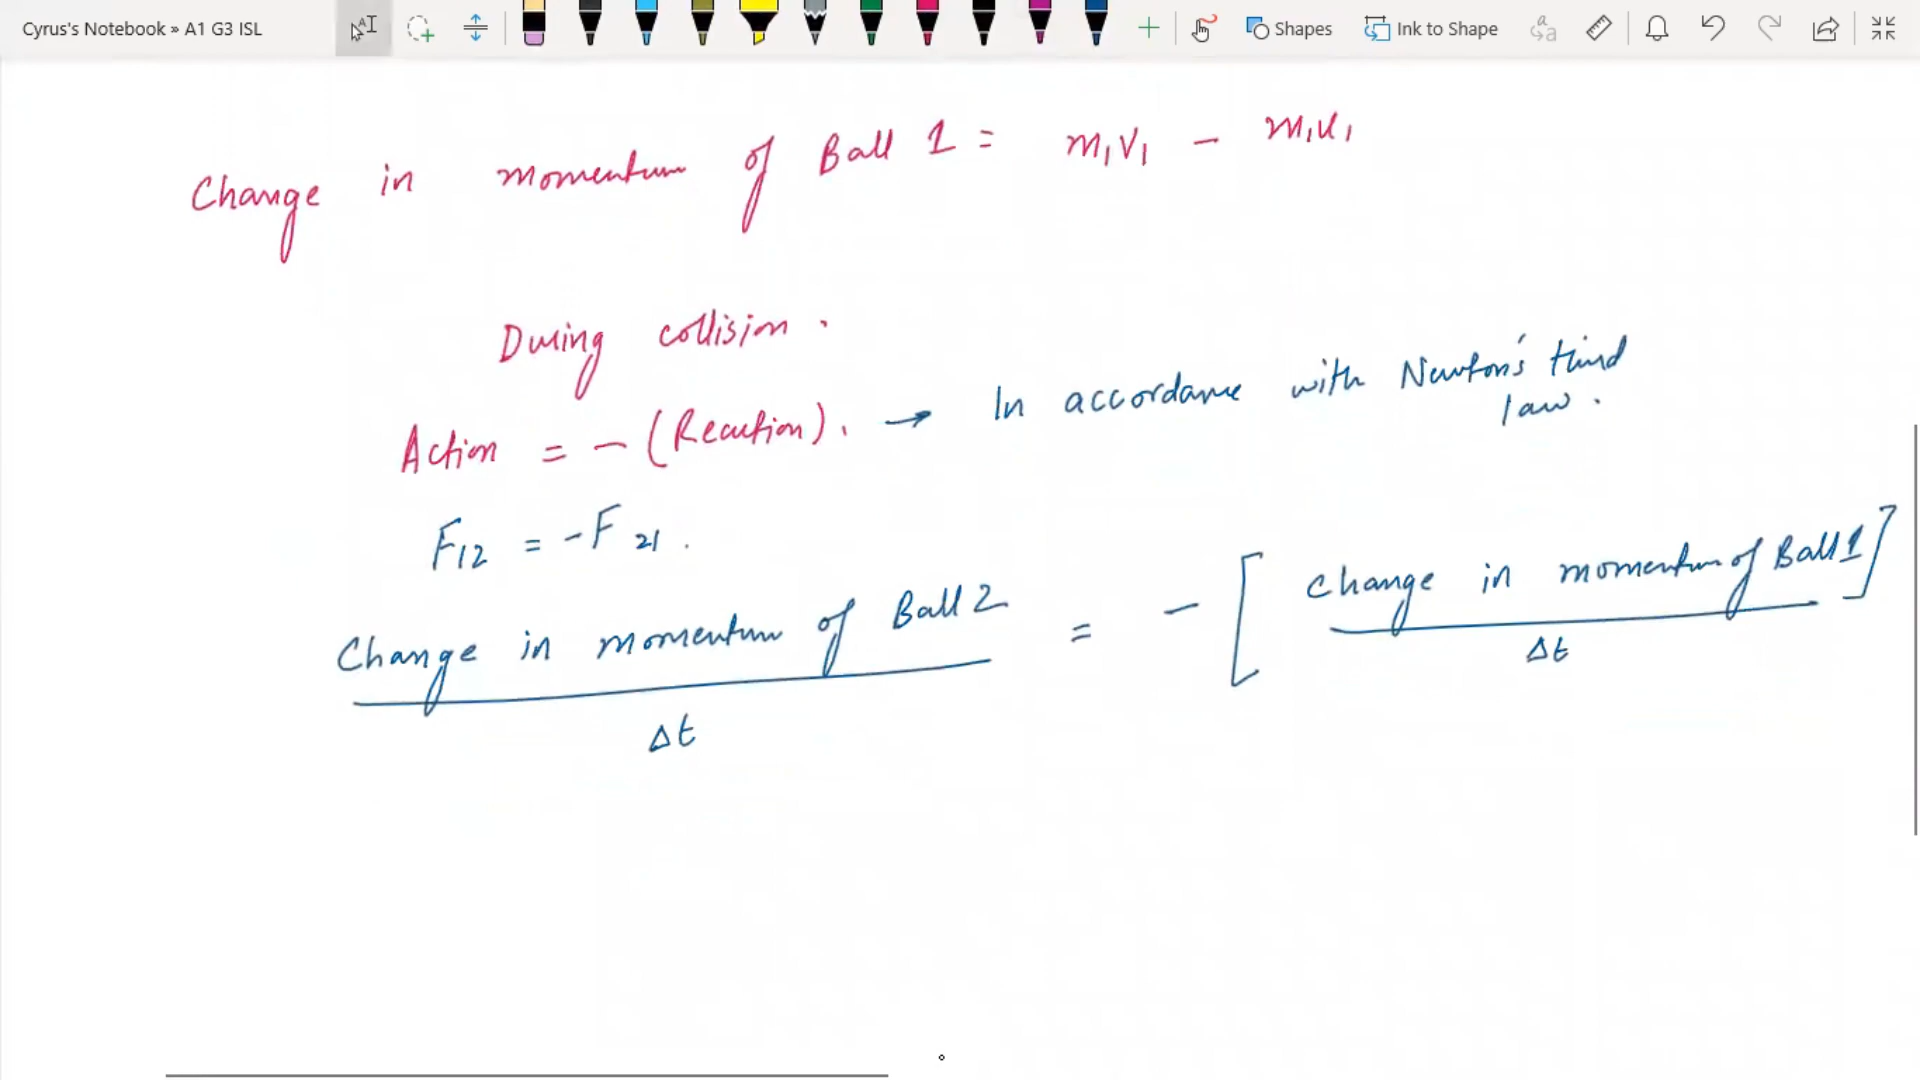 Cyrus's Notebook » A1 G3 ISL
Shapes
Ink to Shape
Change in momentum of Ball 1 = m₁v₁ - m₁u₁
During collision.
Action = - (Reaction). → In accordance with Newton's third
law.
F₁₂ = -F₂₁.
Change in momentum of Ball 2 / Δt = - [ Change in momentum of Ball 1 / Δt ]